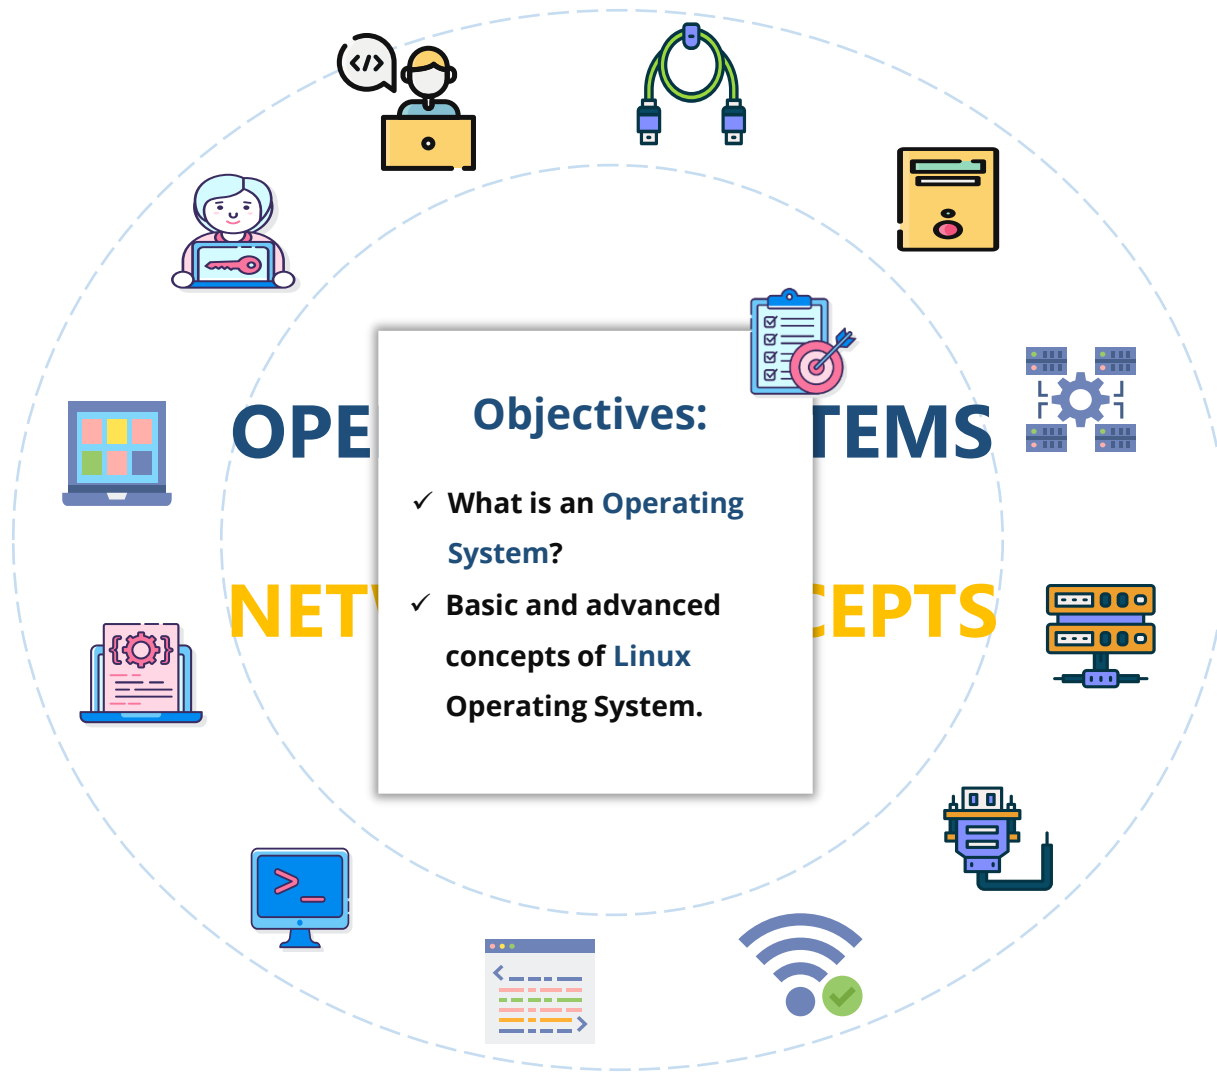 Objectives:
OPE TEMS
✓ What is an Operating
System?
NET CEPTS
✓ Basic and advanced
concepts of Linux
Operating System.